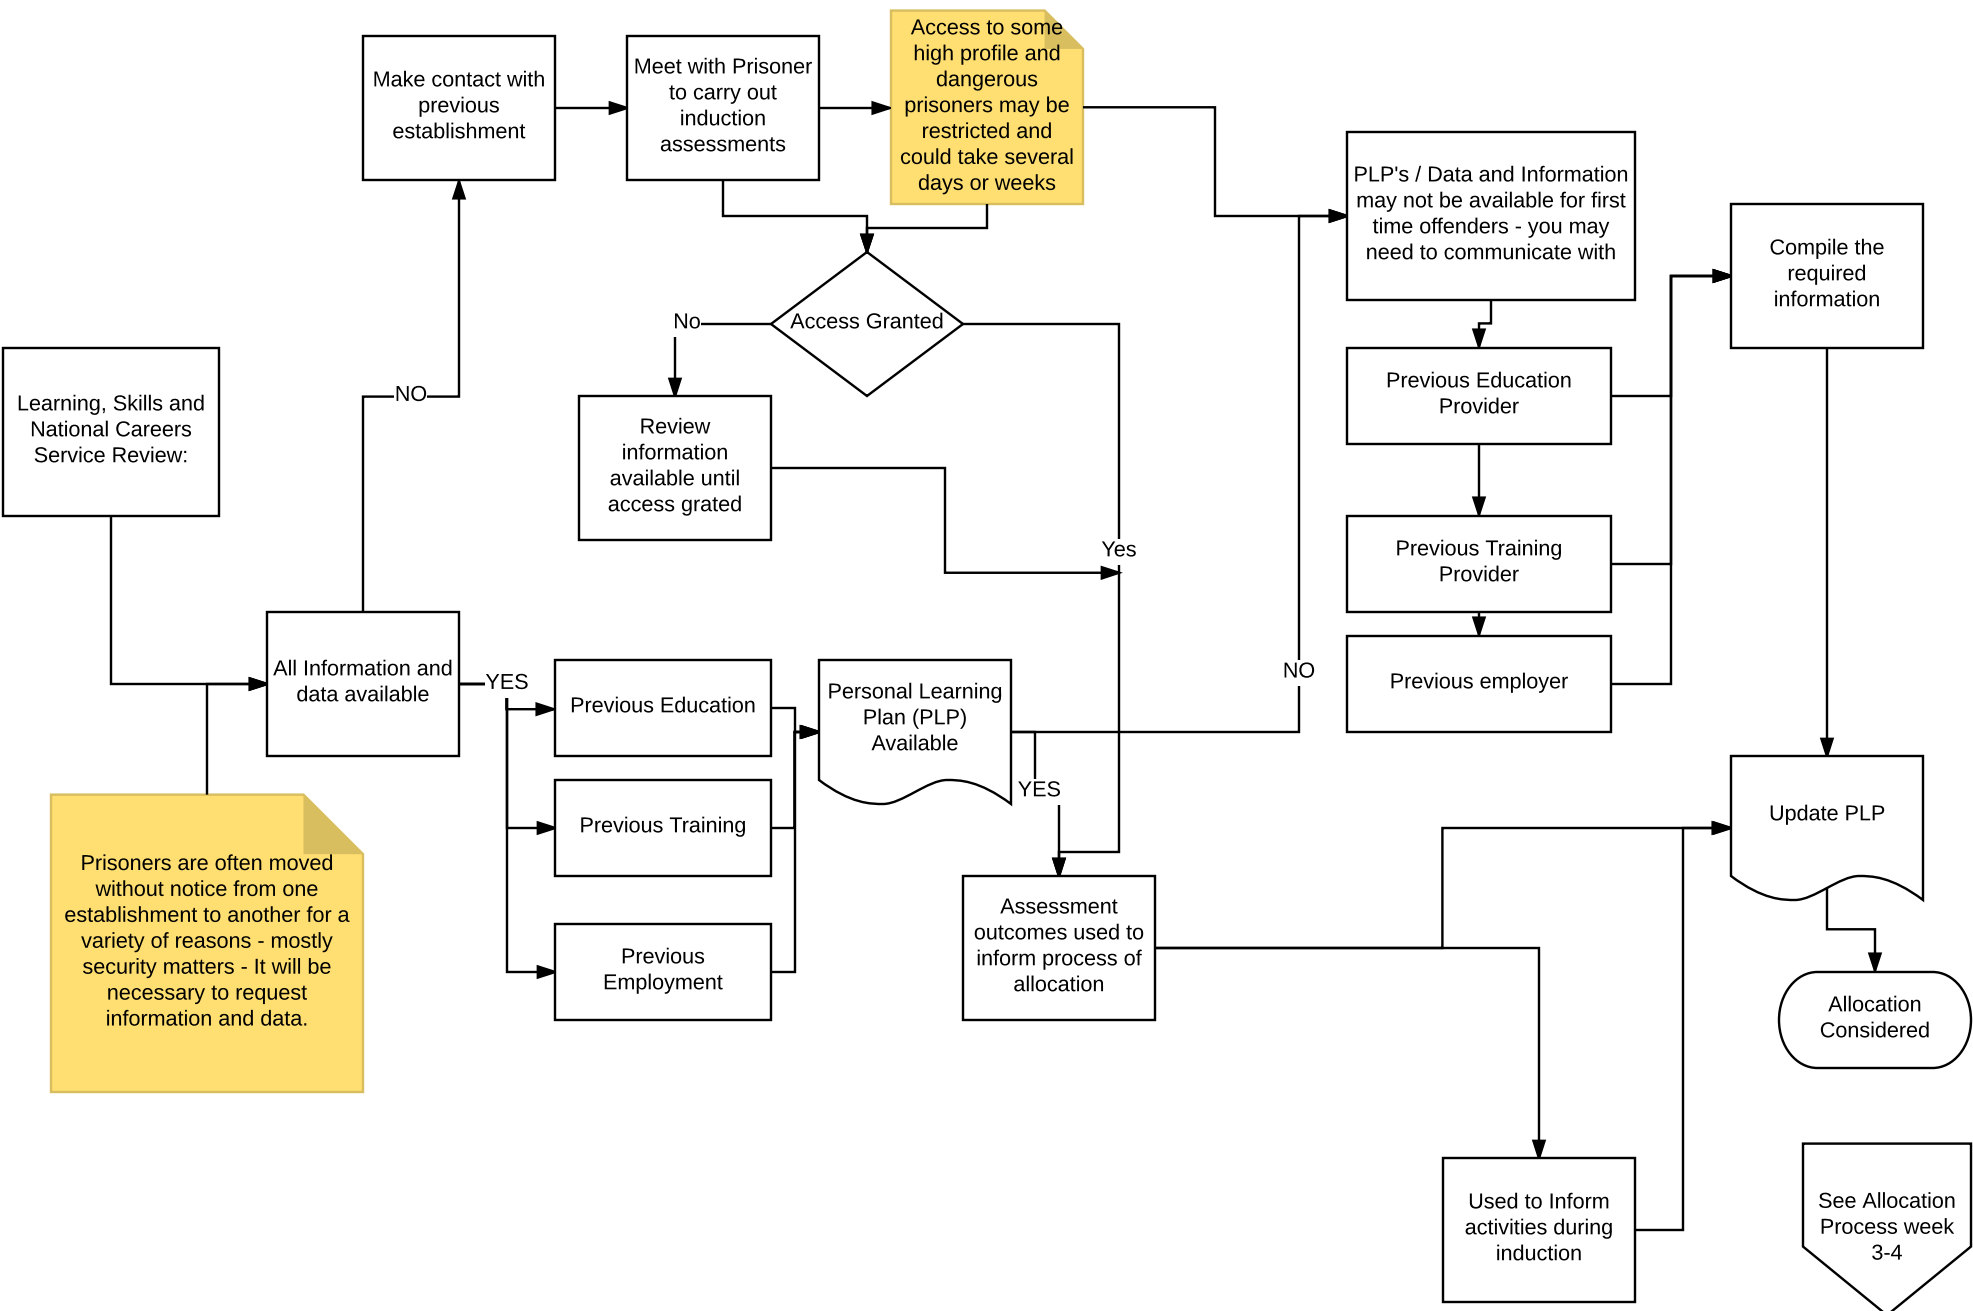 Make contact with
previous
establishment
Meet with Prisoner
to carry out
induction
assessments
Access to some
high profile and
dangerous
prisoners may be
restricted and
could take several
days or weeks
PLP's / Data and Information
may not be available for first
time offenders - you may
need to communicate with
Compile the
required
information
Access Granted
No
Yes
Learning, Skills and
National Careers
Service Review:
NO
Review
information
available until
access grated
Previous Education
Provider
Previous Training
Provider
Previous employer
All Information and
data available
YES
Previous Education
Previous Training
Previous
Employment
Personal Learning
Plan (PLP)
Available
NO
YES
Prisoners are often moved
without notice from one
establishment to another for a
variety of reasons - mostly
security matters - It will be
necessary to request
information and data.
Assessment
outcomes used to
inform process of
allocation
Update PLP
Allocation
Considered
Used to Inform
activities during
induction
See Allocation
Process week
3-4